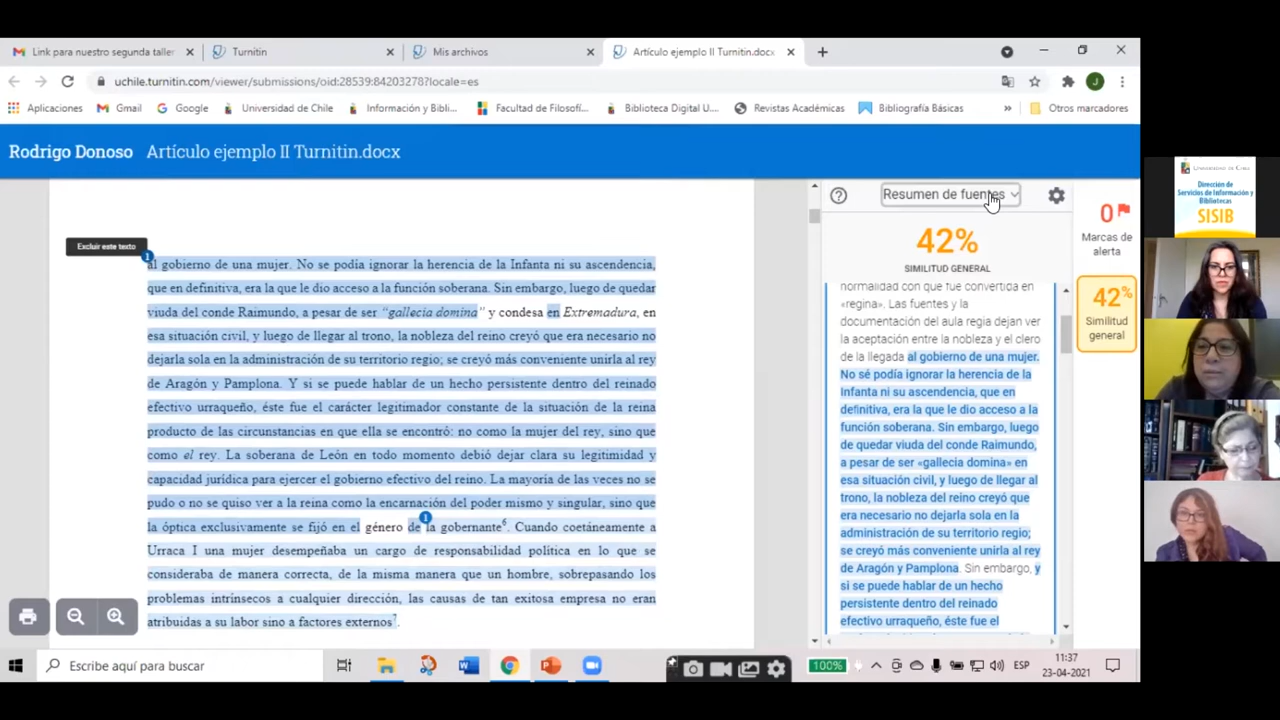 Link para nuestro segunda taller
Turnitin
Mis archivos
Artículo ejemplo II Turnitin.docx
uchile.turnitin.com/viewer/submissions/oid:28539:84203278?locale=es
Aplicaciones
Gmail
Google
Universidad de Chile
Información y Bibli...
Facultad de Filosofí...
Biblioteca Digital U....
Revistas Académicas
Bibliografía Básicas
»
Otros marcadores
J
Rodrigo Donoso Artículo ejemplo II Turnitin.docx
Excluir este texto
1
al gobierno de una mujer. No se podía ignorar la herencia de la Infanta ni su ascendencia,
que en definitiva, era la que le dio acceso a la función soberana. Sin embargo, luego de quedar
viuda del conde Raimundo, a pesar de ser “gallecia domina” y condesa en Extremadura, en
esa situación civil, y luego de llegar al trono, la nobleza del reino creyó que era necesario no
dejarla sola en la administración de su territorio regio; se creyó más conveniente unirla al rey
de Aragón y Pamplona. Y si se puede hablar de un hecho persistente dentro del reinado
efectivo urraqueño, éste fue el carácter legitimador constante de la situación de la reina
producto de las circunstancias en que ella se encontró: no como la mujer del rey, sino que
como el rey. La soberana de León en todo momento debió dejar clara su legitimidad y
capacidad jurídica para ejercer el gobierno efectivo del reino. La mayoría de las veces no se
pudo o no se quiso ver a la reina como la encarnación del poder mismo y singular, sino que
la óptica exclusivamente se fijó en el género de la gobernante6. Cuando coetáneamente a
1
Urraca I una mujer desempeñaba un cargo de responsabilidad política en lo que se
consideraba de manera correcta, de la misma manera que un hombre, sobrepasando los
problemas intrínsecos a cualquier dirección, las causas de tan exitosa empresa no eran
atribuidas a su labor sino a factores externos7.
Resumen de fuentes
42%
SIMILITUD GENERAL
normalidad con que fue convertida en
«regina». Las fuentes y la
documentación del aula regia dejan ver
la aceptación entre la nobleza y el clero
de la llegada al gobierno de una mujer.
No sé podía ignorar la herencia de la
Infanta ni su ascendencia, que en
definitiva, era la que le dio acceso a la
función soberana. Sin embargo, luego
de quedar viuda del conde Raimundo,
a pesar de ser «gallecia domina» en
esa situación civil, y luego de llegar al
trono, la nobleza del reino creyó que
era necesario no dejarla sola en la
administración de su territorio regio;
se creyó más conveniente unirla al rey
de Aragón y Pamplona. Sin embargo, y
si se puede hablar de un hecho
persistente dentro del reinado
efectivo urraqueño, éste fue el
0
Marcas de
alerta
42%
Similitud
general
Escribe aquí para buscar
100%
ESP
11:37
23-04-2021
UNIVERSIDAD DE CHILE
Dirección de
Servicios de Información y
Bibliotecas
SISIB